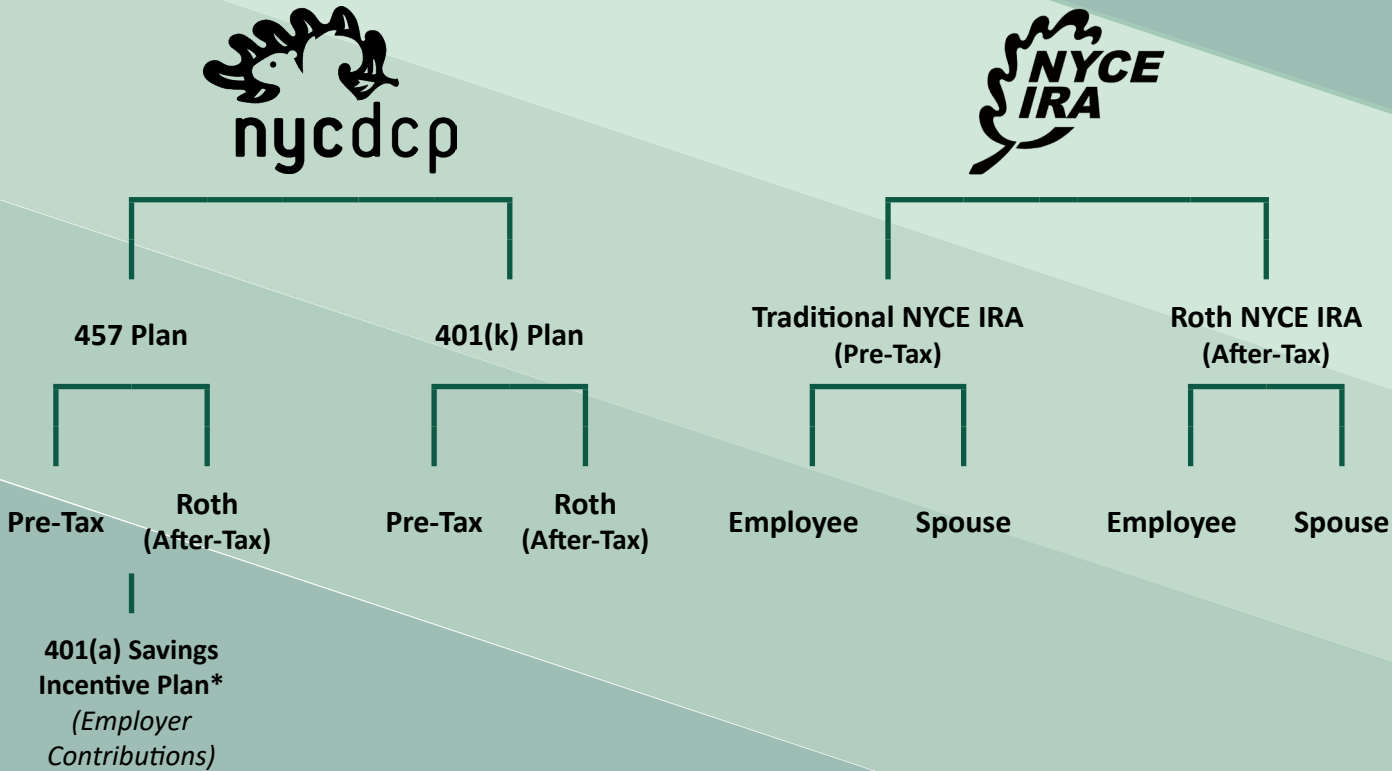 nycdcp
NYCE
IRA
457 Plan
401(k) Plan
Traditional NYCE IRA
(Pre-Tax)
Roth NYCE IRA
(After-Tax)
Pre-Tax
Roth
(After-Tax)
Pre-Tax
Roth
(After-Tax)
Employee
Spouse
Employee
Spouse
401(a) Savings
Incentive Plan*
(Employer
Contributions)